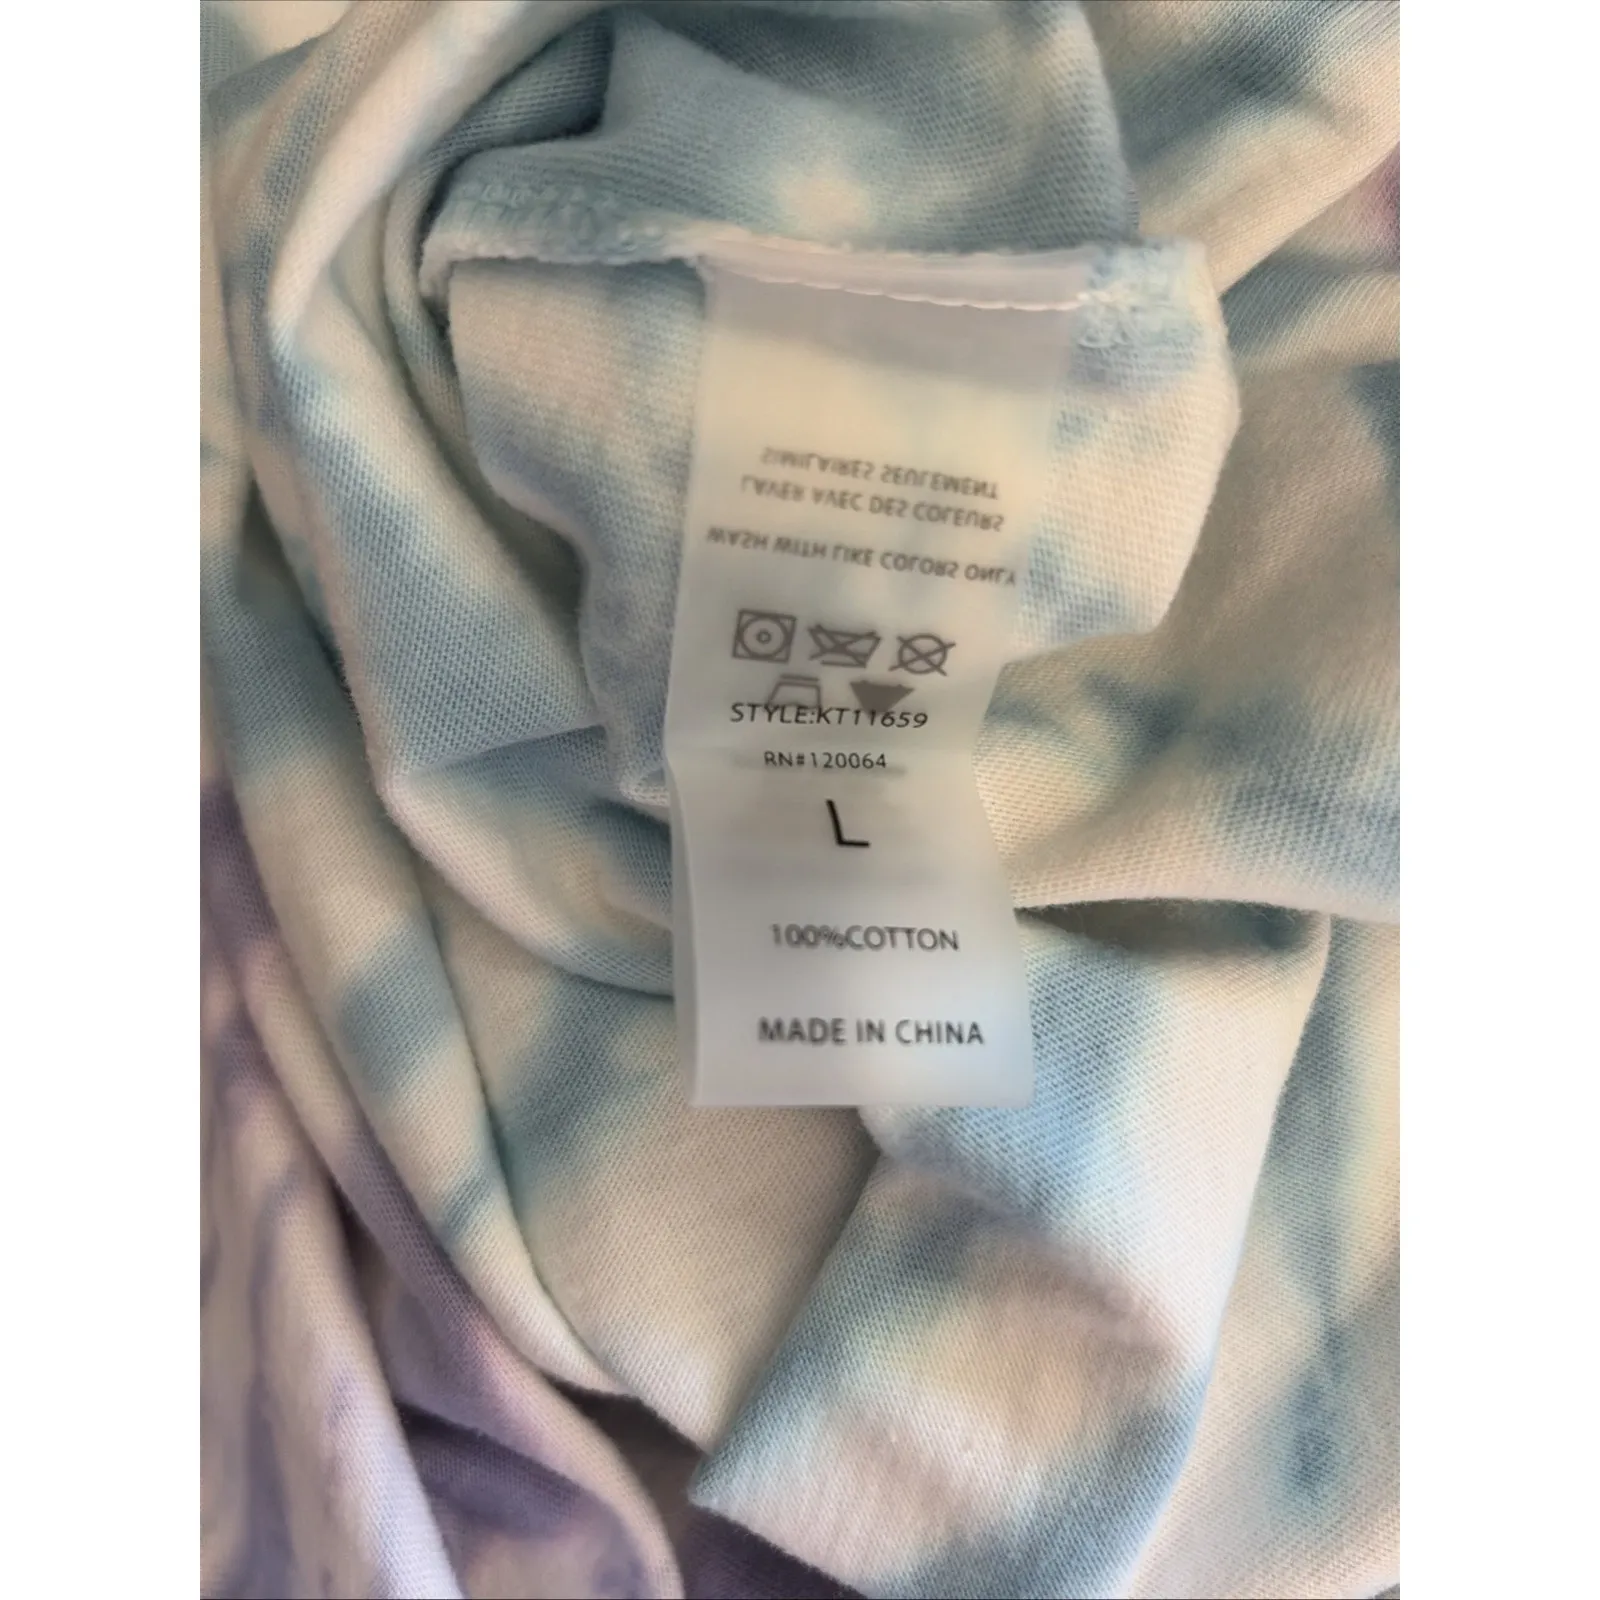 SIMILAIRES SEULEMENT
LAVER AVEC DES COLEURS
WASH WITH LIKE COLORS ONLY
STYLE:KT11659
RN#120064
L
100%COTTON
MADE IN CHINA